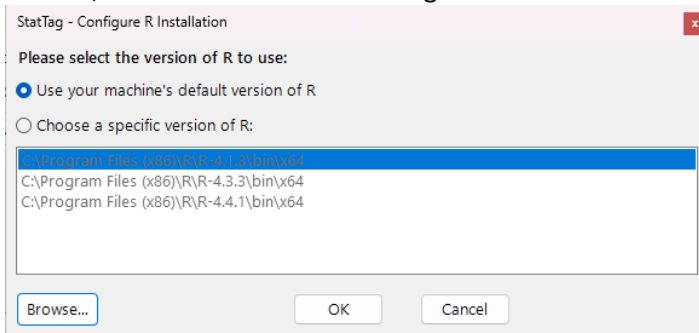 StatTag - Configure R Installation
x
Please select the version of R to use:
Use your machine's default version of R
Choose a specific version of R:
C:\Program Files (x86)\R\R-4.1.3\bin\x64
C:\Program Files (x86)\R\R-4.3.3\bin\x64
C:\Program Files (x86)\R\R-4.4.1\bin\x64
Browse... OK Cancel